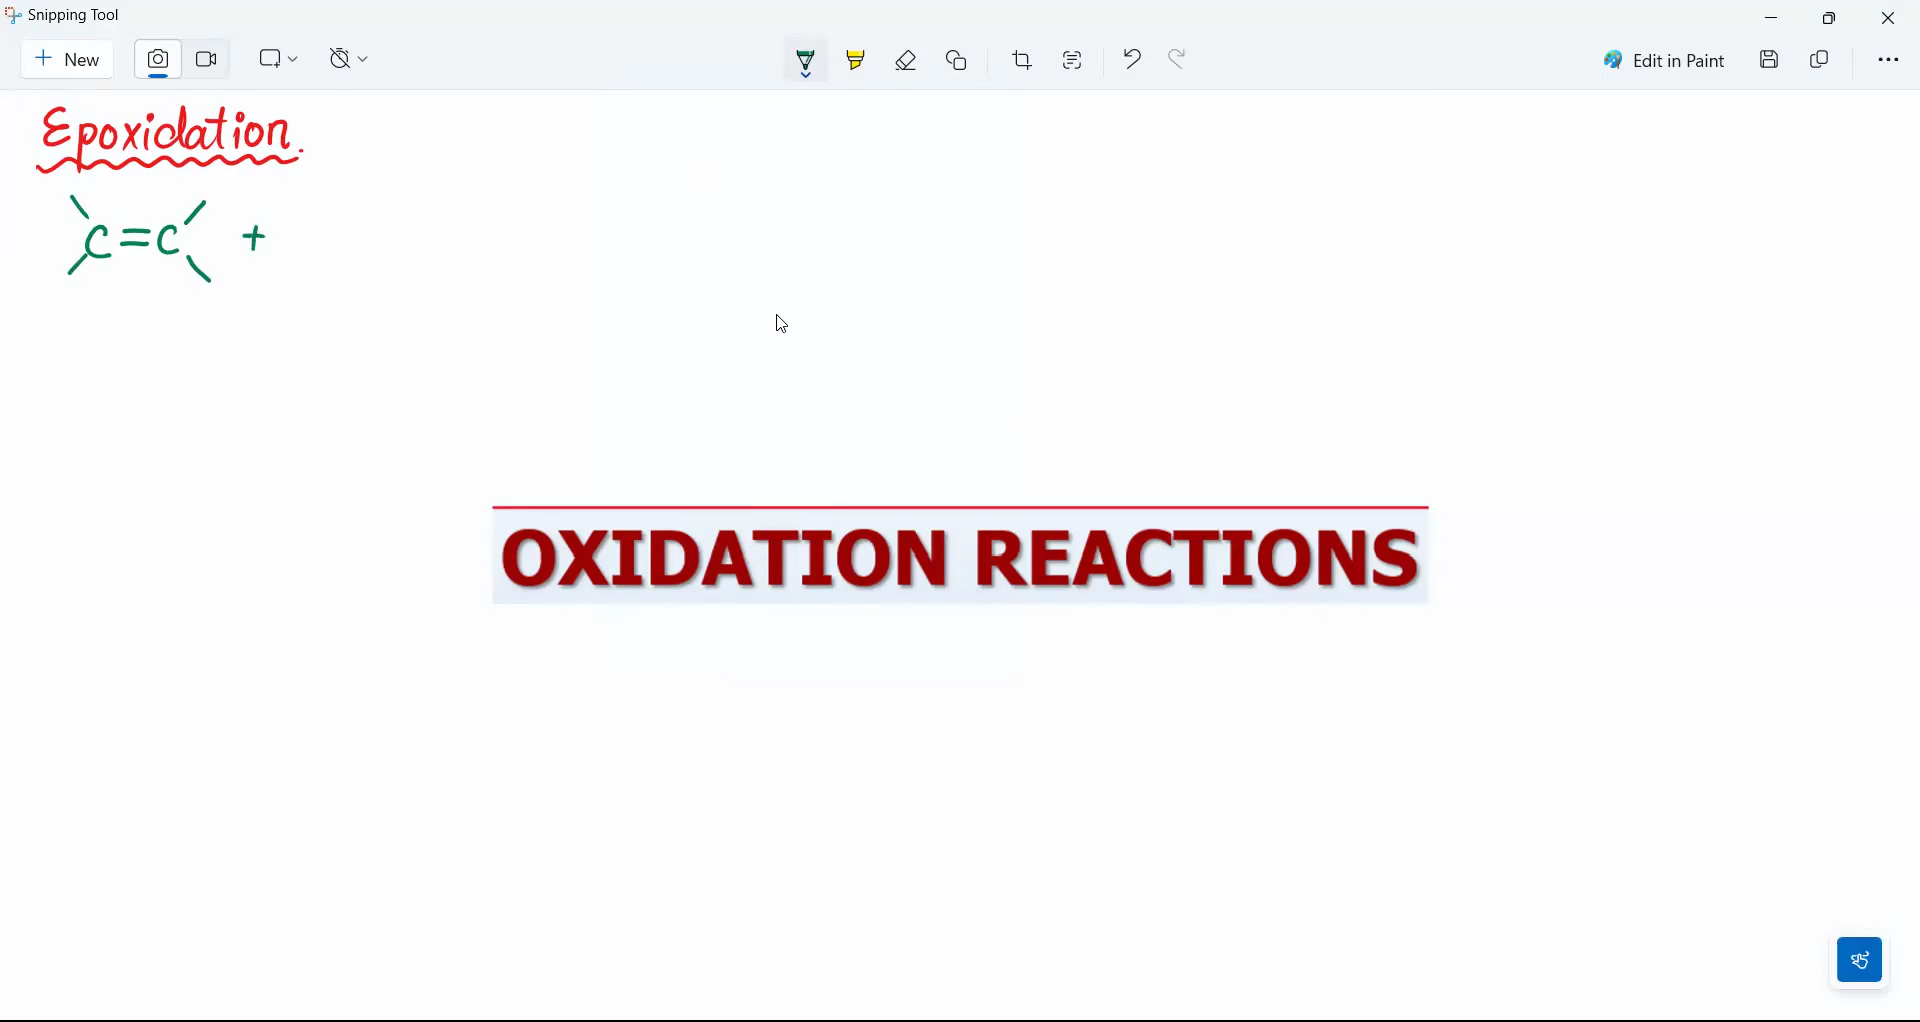 Snipping Tool
New
Edit in Paint
Epoxidation.
C=C +
OXIDATION REACTIONS